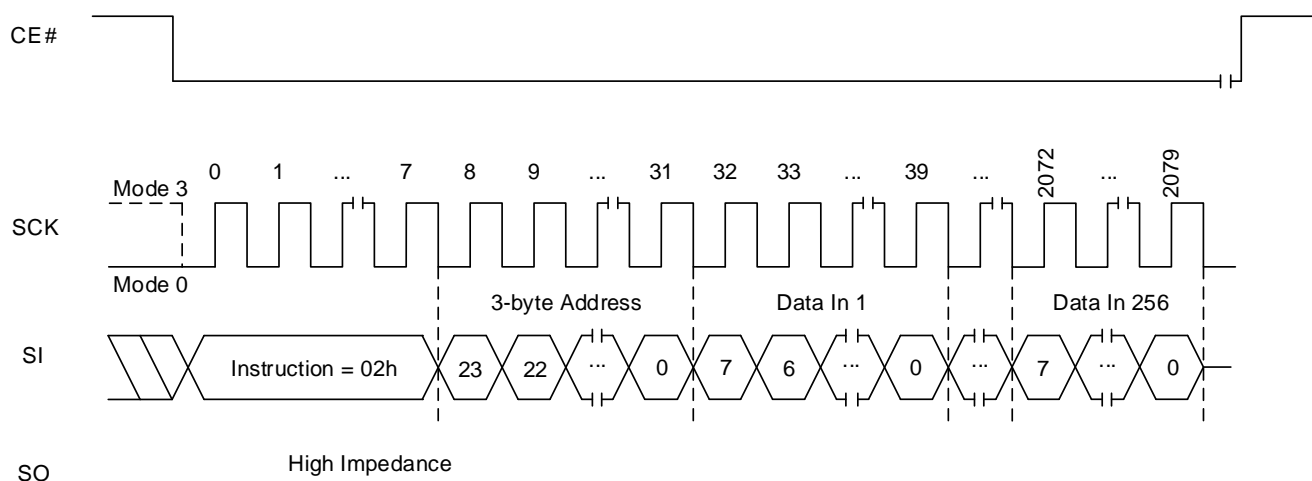 CE#
0 1 ... 7 8 9 ... 31 32 33 ... 39 ... 2072 ... 2079
Mode 3
SCK
Mode 0
3-byte Address Data In 1 Data In 256
SI Instruction = 02h 23 22 ... 0 7 6 ... 0 ... 7 ... 0
High Impedance
SO